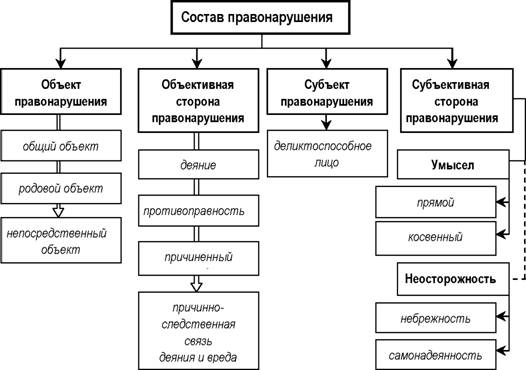 Состав правонарушения
Объект
правонарушения
общий объект
родовой объект
непосредственный
объект
Объективная
сторона
правонарушения
деяние
противоправность
причиненный
причинно-
следственная
связь
деяния и вреда
Субъект
правонарушения
деликтоспособное
лицо
Субъективная
сторона
правонарушения
Умысел
прямой
косвенный
Неосторожность
небрежность
самонадеянность